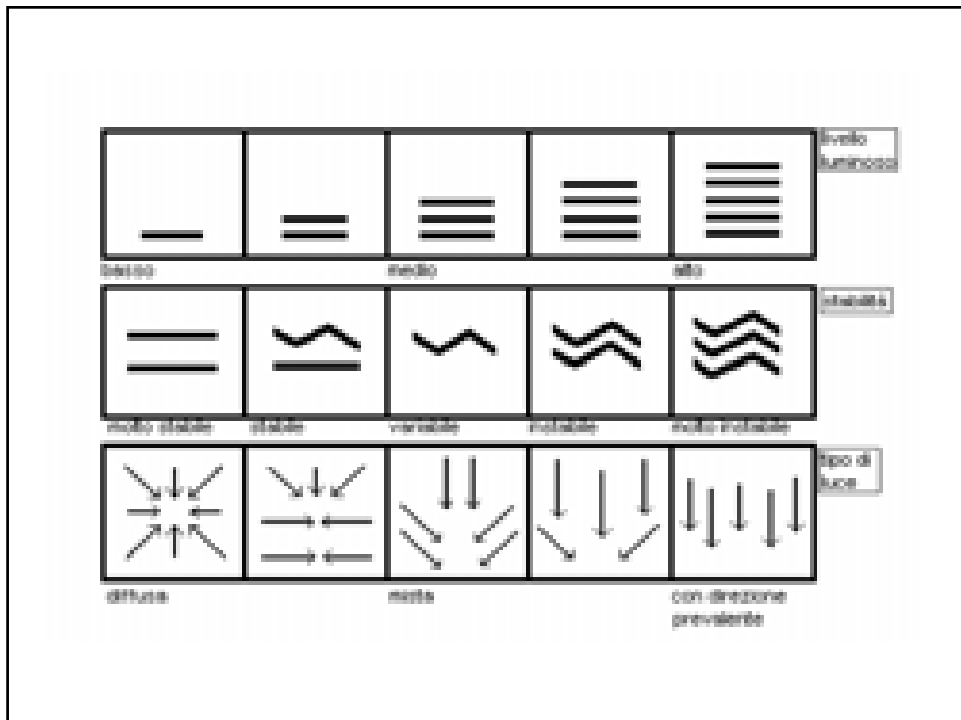 livello
luminoso
basso medio alto
stabilità
molto stabile stabile variabile instabile molto instabile
tipo di
luce
diffusa mista con direzione
prevalente